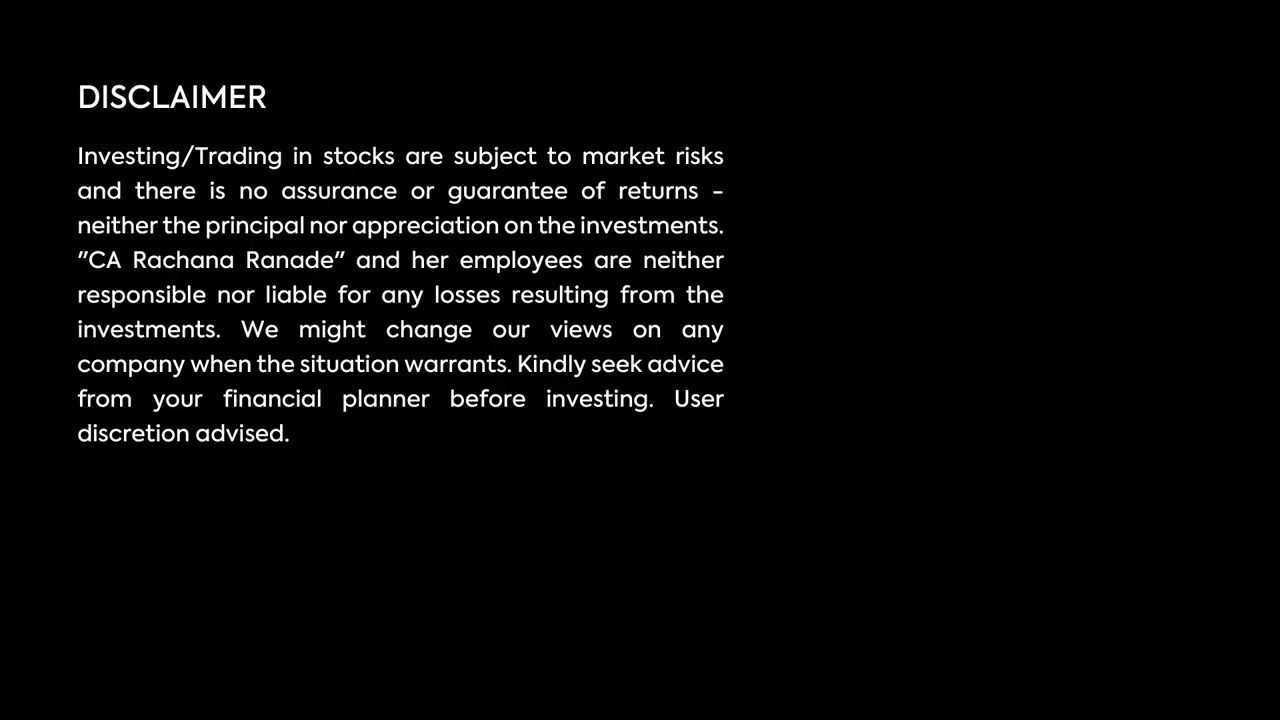 DISCLAIMER
Investing/Trading in stocks are subject to market risks
and there is no assurance or guarantee of returns -
neither the principal nor appreciation on the investments.
"CA Rachana Ranade" and her employees are neither
responsible nor liable for any losses resulting from the
investments. We might change our views on any
company when the situation warrants. Kindly seek advice
from your financial planner before investing. User
discretion advised.